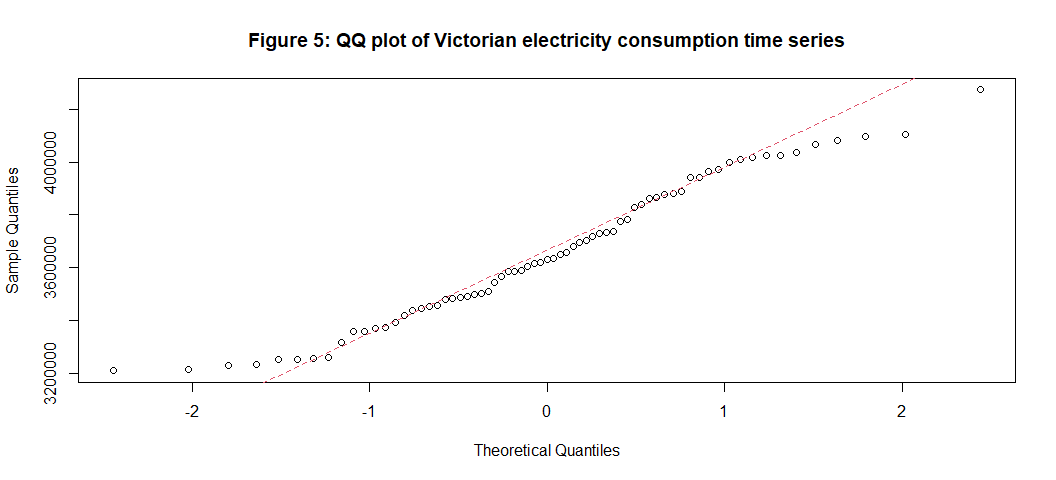 Figure 5: QQ plot of Victorian electricity consumption time series
Sample Quantiles
4000000
3600000
3200000
-2 -1 0 1 2
Theoretical Quantiles